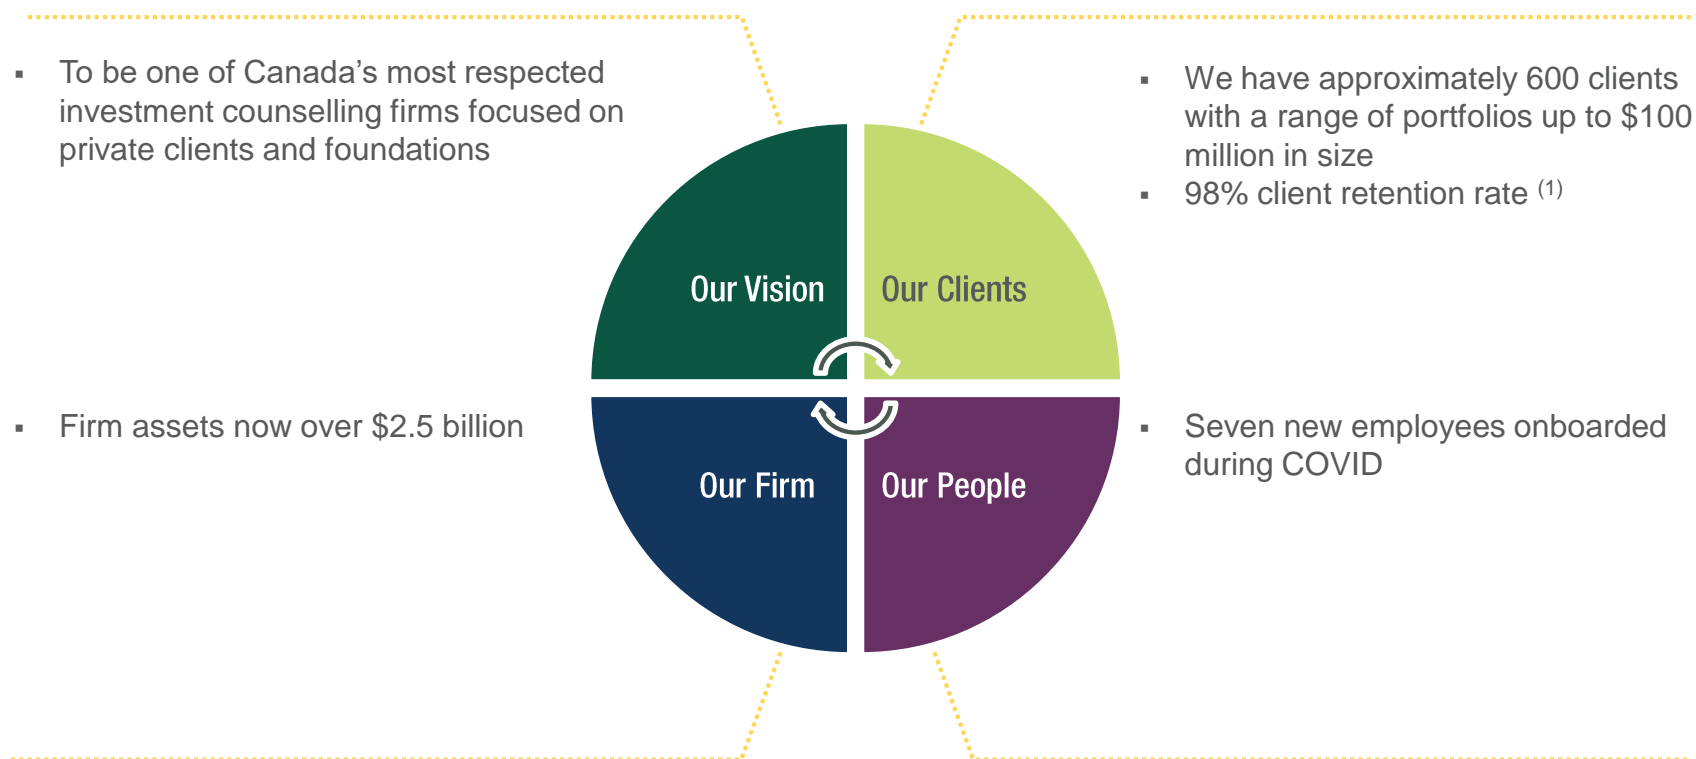 ▪ To be one of Canada’s most respected
investment counselling firms focused on
private clients and foundations
▪ We have approximately 600 clients
with a range of portfolios up to $100
million in size
▪ 98% client retention rate (1)
Our Vision
Our Clients
▪ Firm assets now over $2.5 billion
▪ Seven new employees onboarded
during COVID
Our Firm
Our People